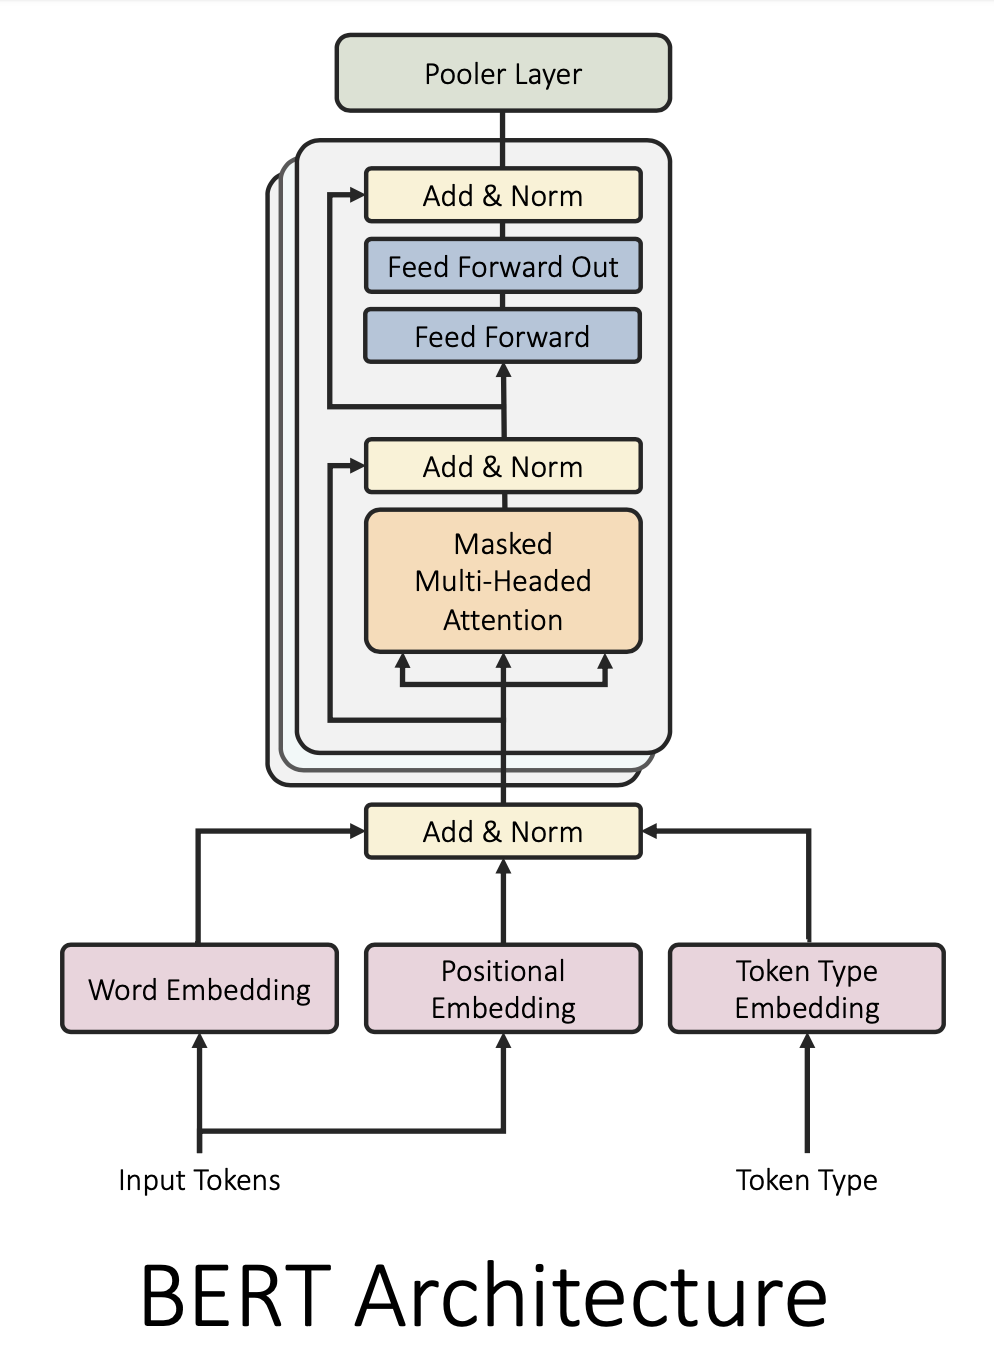 Pooler Layer
Add & Norm
Feed Forward Out
Feed Forward
Add & Norm
Masked
Multi-Headed
Attention
Add & Norm
Word Embedding
Positional
Embedding
Token Type
Embedding
Input Tokens
Token Type
BERT Architecture